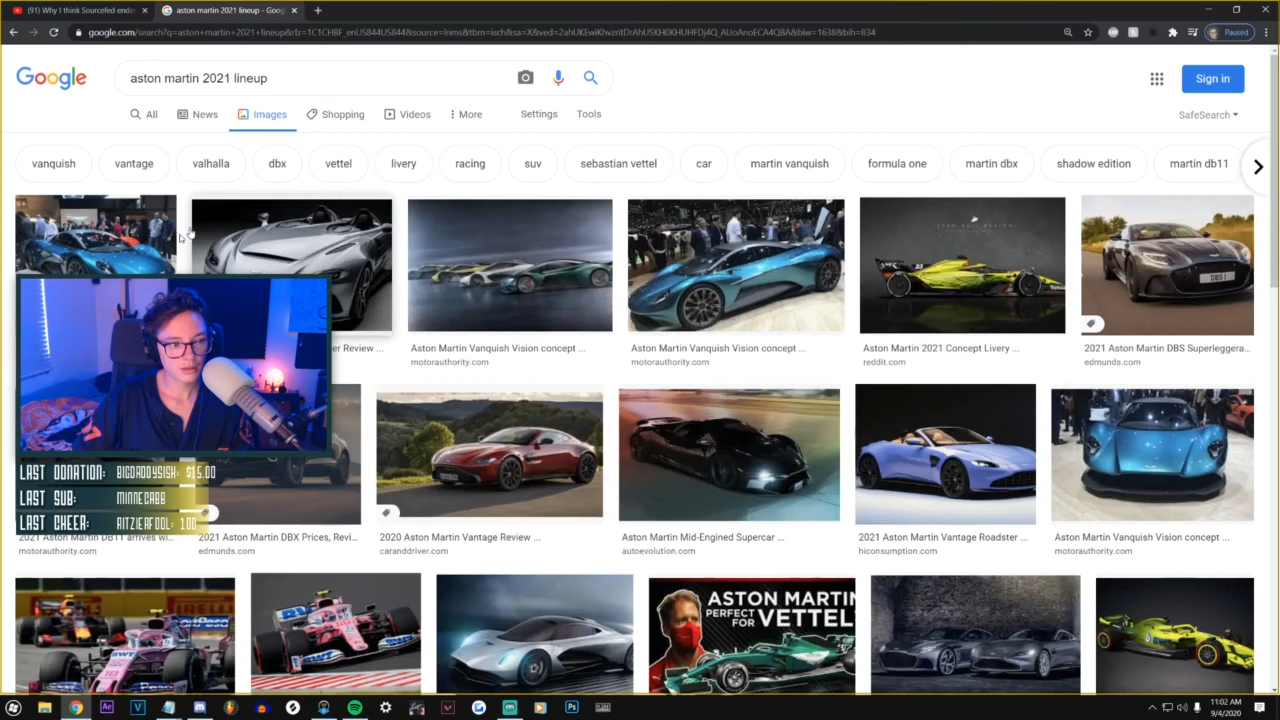 (91) Why I think Sourcefed ende
aston martin 2021 lineup - Goog
google.com/search?q=aston+martin+2021+lineup&rlz=1C1CHBF_enUS844US844&source=lnms&tbm=isch&sa=X&ved=2ahUKEwiKhvzritDrAhUSKH0KHUHFDj4Q_AUoAnoECA4QBA&biw=1638&bih=834
Paused
Google
aston martin 2021 lineup
Sign in
All
News
Images
Shopping
Videos
More
Settings
Tools
SafeSearch
vanquish
vantage
valhalla
dbx
vettel
livery
racing
suv
sebastian vettel
car
martin vanquish
formula one
martin dbx
shadow edition
martin db11
er Review ...
Aston Martin Vanquish Vision concept ...
motorauthority.com
Aston Martin Vanquish Vision concept ...
motorauthority.com
Aston Martin 2021 Concept Livery ...
reddit.com
2021 Aston Martin DBS Superleggera...
edmunds.com
LAST DONATION: BIGDADDYSISH: $15.00
LAST SUB: MINNEGABB
LAST CHEER: RITZIERFOOL: 100
2021 Aston Martin DB11 arrives wi...
motorauthority.com
2021 Aston Martin DBX Prices, Revi...
edmunds.com
2020 Aston Martin Vantage Review ...
caranddriver.com
Aston Martin Mid-Engined Supercar ...
autoevolution.com
2021 Aston Martin Vantage Roadster ...
hiconsumption.com
Aston Martin Vanquish Vision concept ...
motorauthority.com
ASTON MARTIN
PERFECT
FOR VETTEL
11:02 AM
9/4/2020